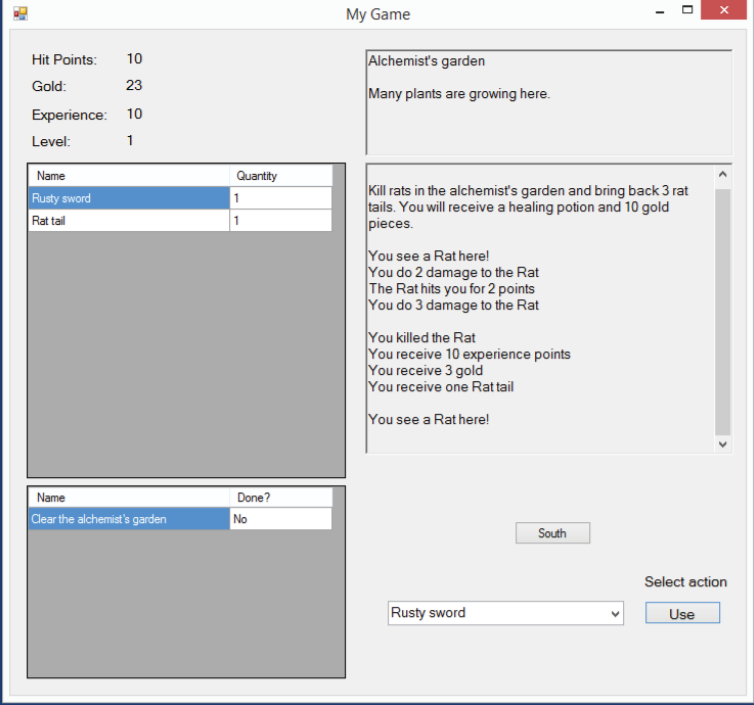 My Game
Hit Points: 10
Gold: 23
Experience: 10
Level: 1
Alchemist's garden
Many plants are growing here.
Name Quantity
Rusty sword 1
Rat tail 1
Kill rats in the alchemist's garden and bring back 3 rat
tails. You will receive a healing potion and 10 gold
pieces.
You see a Rat here!
You do 2 damage to the Rat
The Rat hits you for 2 points
You do 3 damage to the Rat
You killed the Rat
You receive 10 experience points
You receive 3 gold
You receive one Rat tail
You see a Rat here!
Name Done?
Clear the alchemist's garden No
South
Select action
Rusty sword
Use